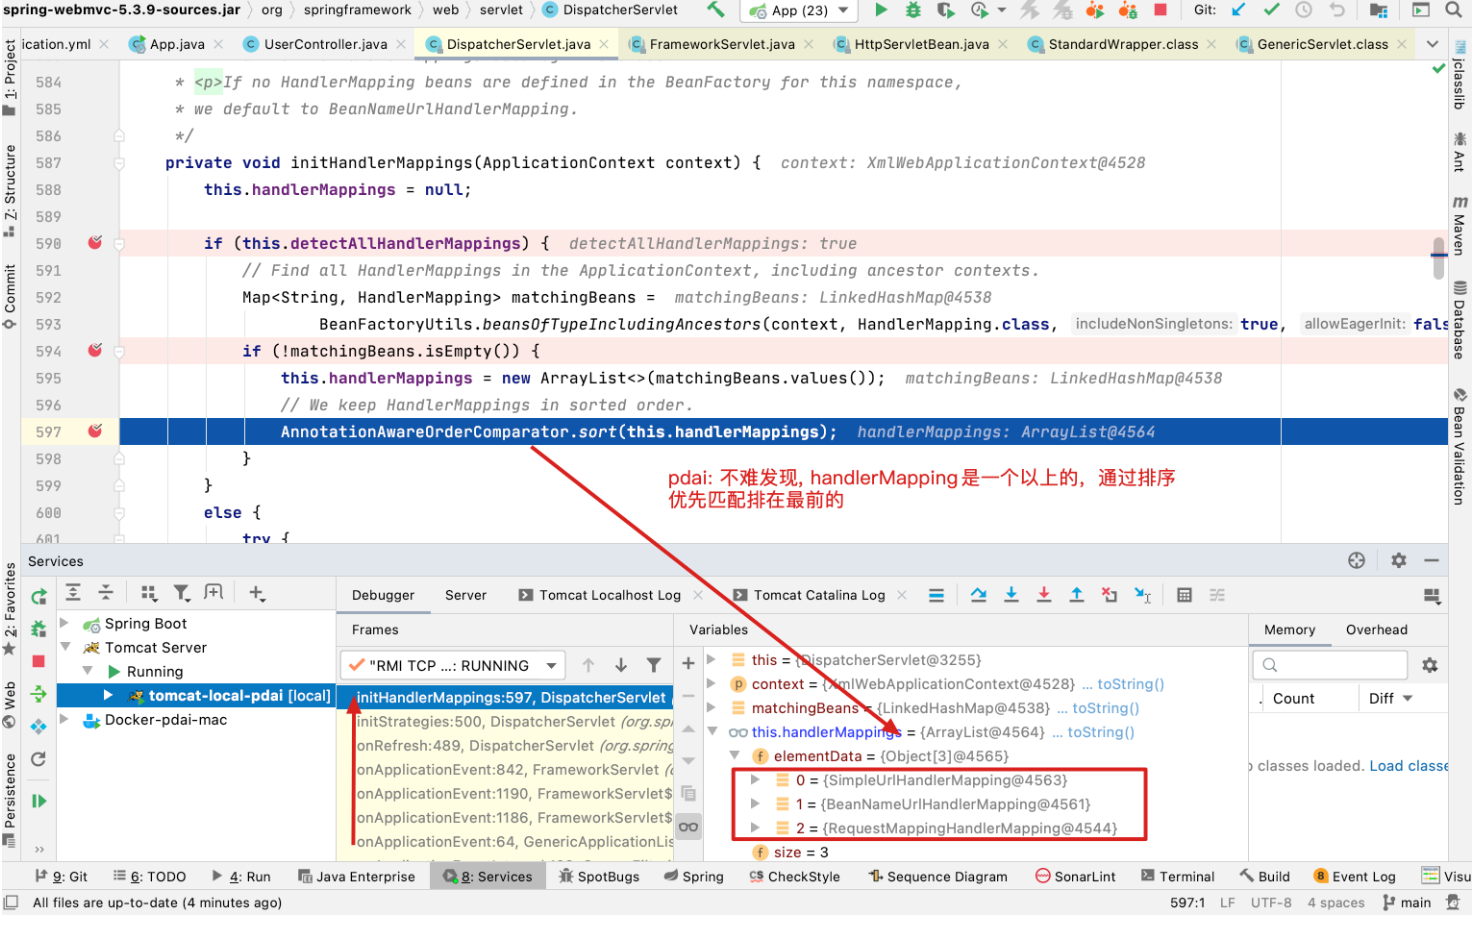 spring-webmvc-5.3.9-sources.jar org springframework web servlet DispatcherServlet App (23) Git:
ication.yml App.java UserController.java DispatcherServlet.java FrameworkServlet.java HttpServletBean.java StandardWrapper.class GenericServlet.class
584 * <p>If no HandlerMapping beans are defined in the BeanFactory for this namespace,
585 * we default to BeanNameUrlHandlerMapping.
586 */
587 private void initHandlerMappings(ApplicationContext context) { context: XmlWebApplicationContext@4528
588 this.handlerMappings = null;
589
590 if (this.detectAllHandlerMappings) { detectAllHandlerMappings: true
591 // Find all HandlerMappings in the ApplicationContext, including ancestor contexts.
592 Map<String, HandlerMapping> matchingBeans = matchingBeans: LinkedHashMap@4538
593 BeanFactoryUtils.beansOfTypeIncludingAncestors(context, HandlerMapping.class, includeNonSingletons: true, allowEagerInit: fals
594 if (!matchingBeans.isEmpty()) {
595 this.handlerMappings = new ArrayList<>(matchingBeans.values()); matchingBeans: LinkedHashMap@4538
596 // We keep HandlerMappings in sorted order.
597 AnnotationAwareOrderComparator.sort(this.handlerMappings); handlerMappings: ArrayList@4564
598 }
599 }
600 else {
601 try {
pdai: 不难发现, handlerMapping是一个以上的，通过排序
优先匹配排在最前的
1: Project
Z: Structure
Commit
2: Favorites
Web
Persistence
jclasslib
Ant
m Maven
Database
Bean Validation
Services
Debugger Server Tomcat Localhost Log Tomcat Catalina Log
Spring Boot
Tomcat Server
Running
tomcat-local-pdai [local]
Docker-pdai-mac
Frames
"RMI TCP ...: RUNNING
initHandlerMappings:597, DispatcherServlet
initStrategies:500, DispatcherServlet (org.spr
onRefresh:489, DispatcherServlet (org.spring
onApplicationEvent:842, FrameworkServlet (
onApplicationEvent:1190, FrameworkServlet$
onApplicationEvent:1186, FrameworkServlet$
onApplicationEvent:64, GenericApplicationLis
Variables
this = {DispatcherServlet@3255}
context = {XmlWebApplicationContext@4528} ... toString()
matchingBeans = {LinkedHashMap@4538} ... toString()
this.handlerMappings = {ArrayList@4564} ... toString()
elementData = {Object[3]@4565}
0 = {SimpleUrlHandlerMapping@4563}
1 = {BeanNameUrlHandlerMapping@4561}
2 = {RequestMappingHandlerMapping@4544}
size = 3
Memory Overhead
Count Diff
classes loaded. Load classe
9: Git 6: TODO 4: Run Java Enterprise 8: Services SpotBugs Spring CheckStyle Sequence Diagram SonarLint Terminal Build 8 Event Log Visu
All files are up-to-date (4 minutes ago) 597:1 LF UTF-8 4 spaces main